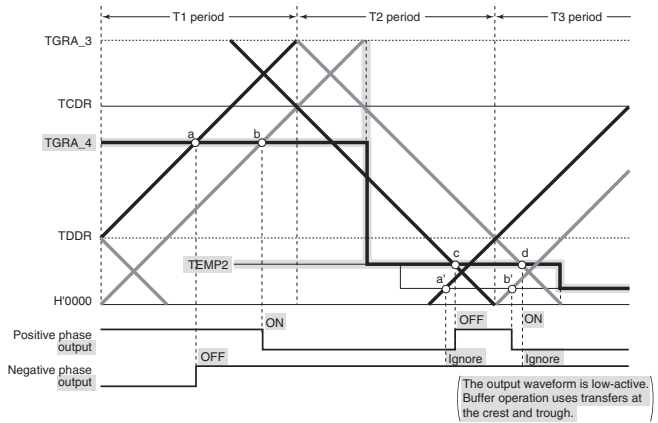 T1 period
T2 period
T3 period
TGRA_3
TCDR
TGRA_4
a
b
TDDR
TEMP2
c
d
a'
b'
H'0000
Positive phase
output
ON
OFF
ON
Negative phase
output
OFF
Ignore
Ignore
The output waveform is low-active.
Buffer operation uses transfers at
the crest and trough.